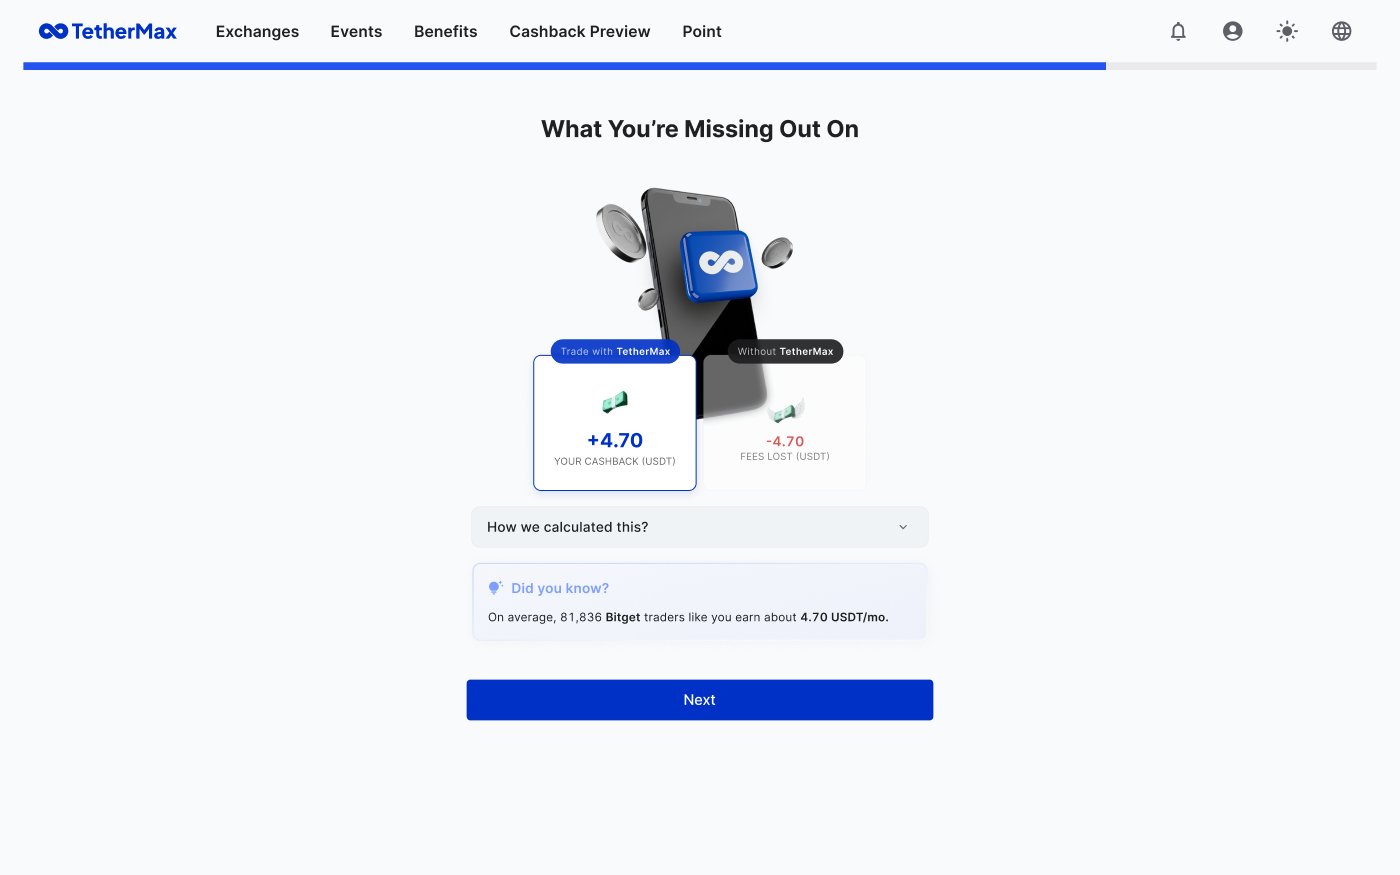 TetherMax Exchanges Events Benefits Cashback Preview Point
What You’re Missing Out On
Trade with TetherMax
Without TetherMax
+4.70
YOUR CASHBACK (USDT)
-4.70
FEES LOST (USDT)
How we calculated this?
Did you know?
On average, 81,836 Bitget traders like you earn about 4.70 USDT/mo.
Next